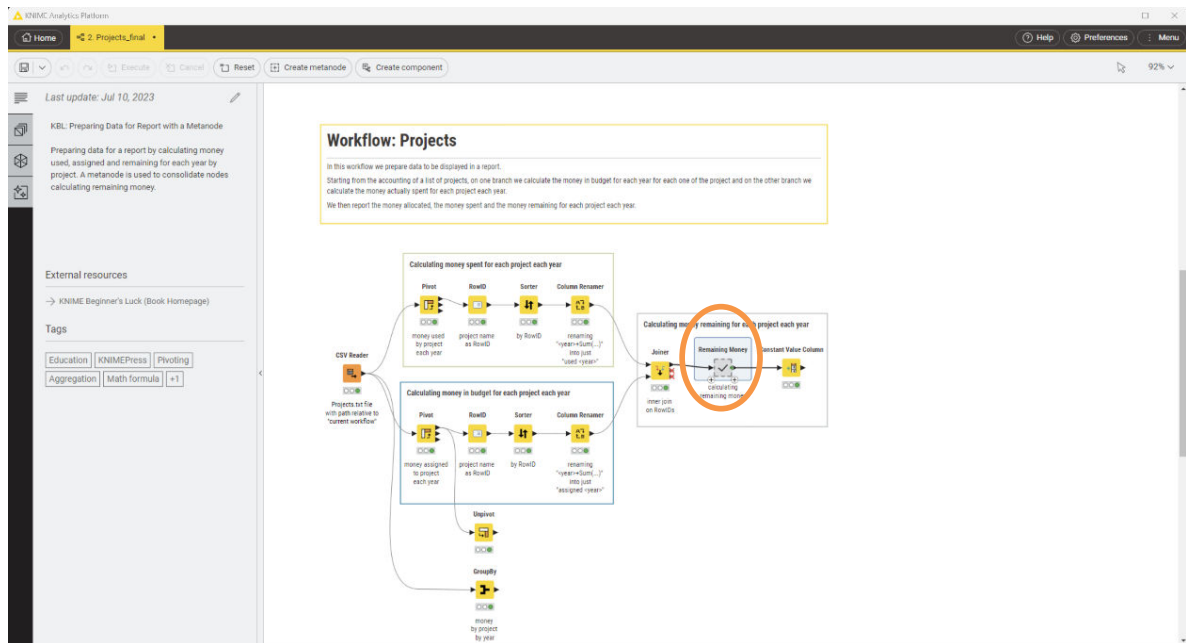 KNIME Analytics Platform
Home
2. Projects_final
Help
Preferences
Menu
Execute
Cancel
Reset
Create metanode
Create component
92%
Last update: Jul 10, 2023
KBL: Preparing Data for Report with a Metanode
Preparing data for a report by calculating money
used, assigned and remaining for each year by
project. A metanode is used to consolidate nodes
calculating remaining money.
External resources
→ KNIME Beginner's Luck (Book Homepage)
Tags
Education
KNIMEPress
Pivoting
Aggregation
Math formula
+1
Workflow: Projects
In this workflow we prepare data to be displayed in a report.
Starting from the accounting of a list of projects, on one branch we calculate the money in budget for each year for each one of the project and on the other branch we
calculate the money actually spent for each project each year.
We then report the money allocated, the money spent and the money remaining for each project each year.
Calculating money spent for each project each year
Pivot
RowID
Sorter
Column Renamer
money used
by project
each year
project name
as RowID
by RowID
renaming
"<year>+Sum(...)"
into just
"used <year>"
CSV Reader
Projects.txt file
with path relative to
"current workflow"
Calculating money in budget for each project each year
Pivot
RowID
Sorter
Column Renamer
money assigned
to project
each year
project name
as RowID
by RowID
renaming
"<year>+Sum(...)"
into just
"assigned <year>"
Calculating money remaining for each project each year
Joiner
inner join
on RowIDs
Remaining Money
calculating
remaining money
Constant Value Column
Unpivot
GroupBy
money
by project
by year